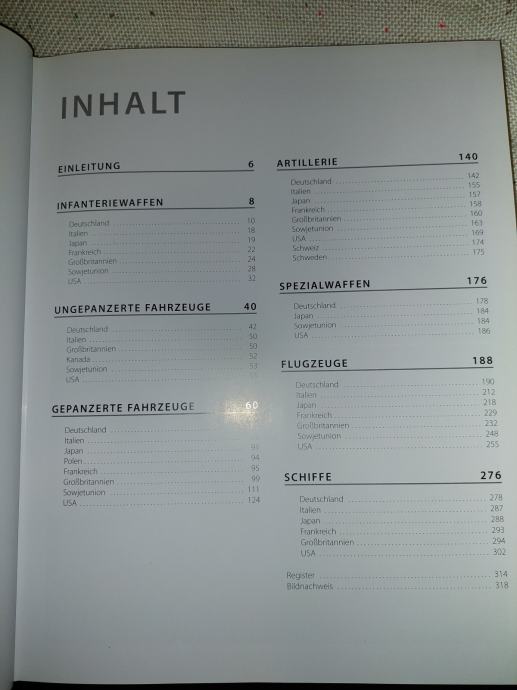 INHALT
EINLEITUNG 6
INFANTERIEWAFFEN 8
Deutschland 10
Italien 18
Japan 19
Frankreich 22
Großbritannien 24
Sowjetunion 28
USA 32
UNGEPANZERTE FAHRZEUGE 40
Deutschland 42
Italien 50
Großbritannien 50
Kanada 52
Sowjetunion 53
USA
GEPANZERTE FAHRZEUGE 60
Deutschland
Italien
Japan
Polen 94
Frankreich 95
Großbritannien 99
Sowjetunion 111
USA 124
ARTILLERIE 140
Deutschland 142
Italien 155
Japan 157
Frankreich 158
Großbritannien 160
Sowjetunion 163
USA 169
Schweiz 174
Schweden 175
SPEZIALWAFFEN 176
Deutschland 178
Japan 184
Sowjetunion 184
USA 186
FLUGZEUGE 188
Deutschland 190
Italien 212
Japan 218
Frankreich 229
Großbritannien 232
Sowjetunion 248
USA 255
SCHIFFE 276
Deutschland 278
Italien 287
Japan 288
Frankreich 293
Großbritannien 294
USA 302
Register 314
Bildnachweis 318